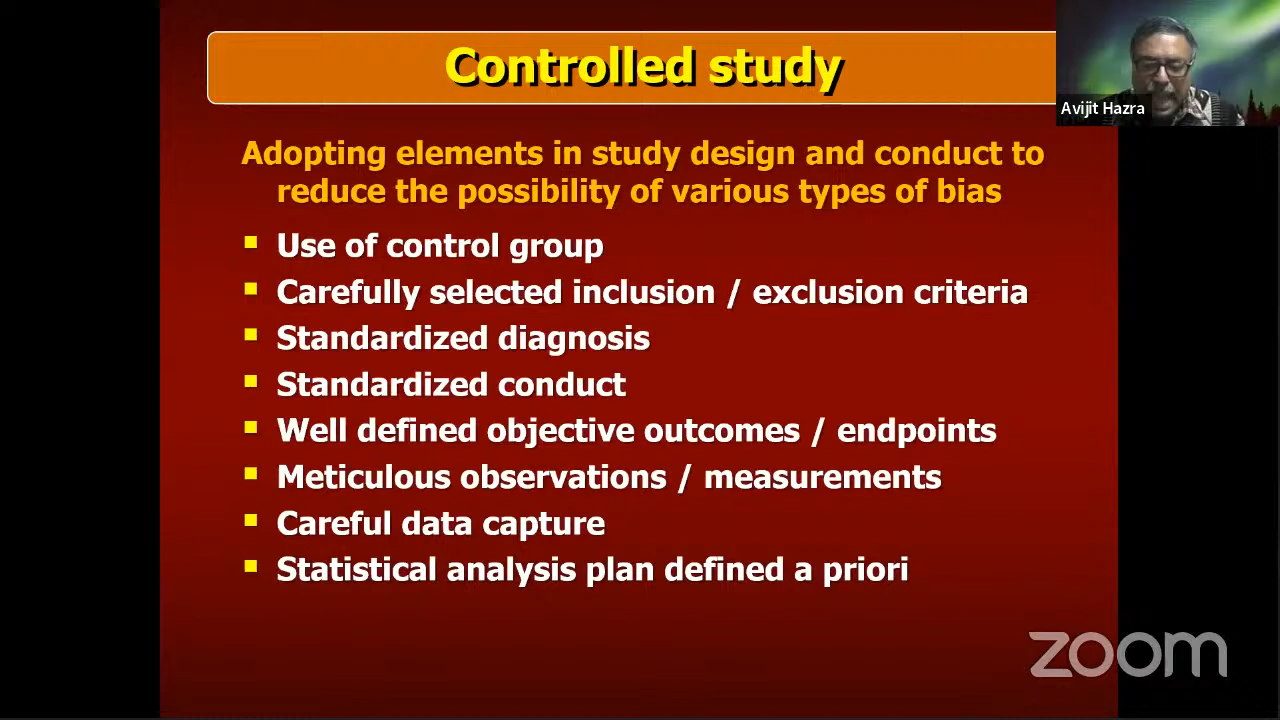 Controlled study
Avijit Hazra
Adopting elements in study design and conduct to
reduce the possibility of various types of bias
Use of control group
Carefully selected inclusion / exclusion criteria
Standardized diagnosis
Standardized conduct
Well defined objective outcomes / endpoints
Meticulous observations / measurements
Careful data capture
Statistical analysis plan defined a priori
zoom